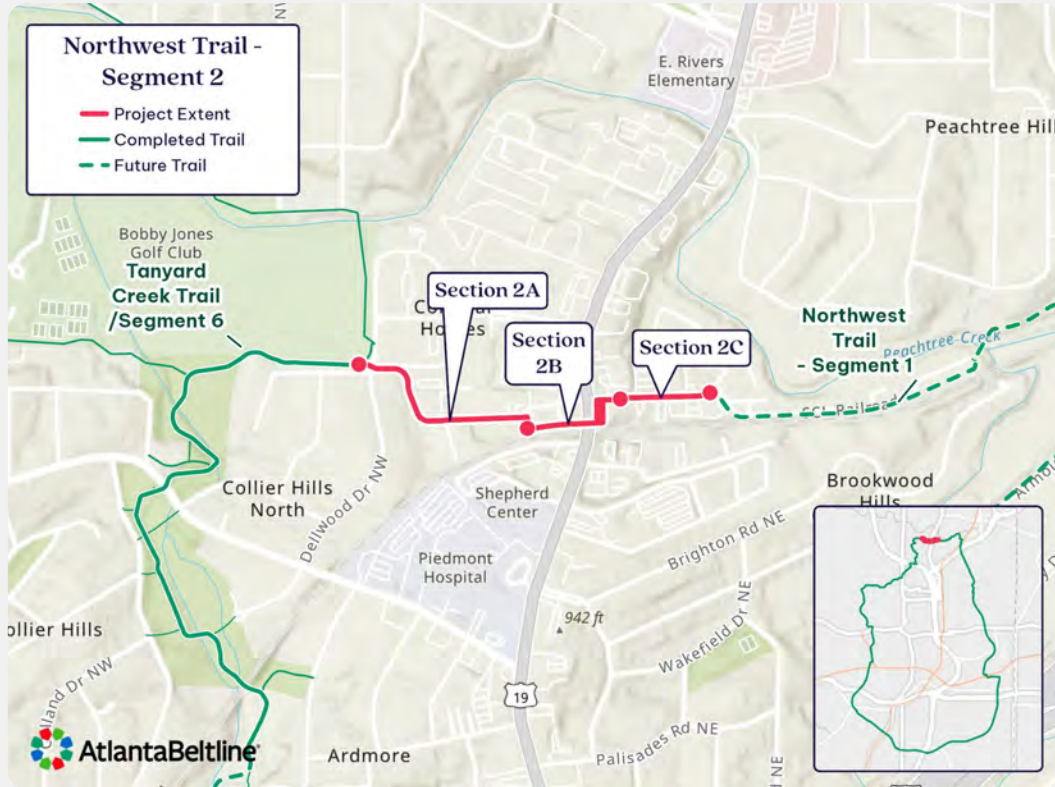 Northwest Trail -
Segment 2
Project Extent
Completed Trail
Future Trail
E. Rivers
Elementary
Peachtree Hill
Bobby Jones
Golf Club
Tanyard
Creek Trail
/Segment 6
Section 2A
Section
2B
Section 2C
Northwest
Trail
- Segment 1
Peachtree Creek
SCL Railroad
Collier Hills
North
Dellwood Dr NW
Shepherd
Center
Piedmont
Hospital
Brookwood
Hills
Brighton Rd NE
942 ft
Wakefield Dr NE
ollier Hills
19
Palisades Rd NE
Ardmore
AtlantaBeltline
NE